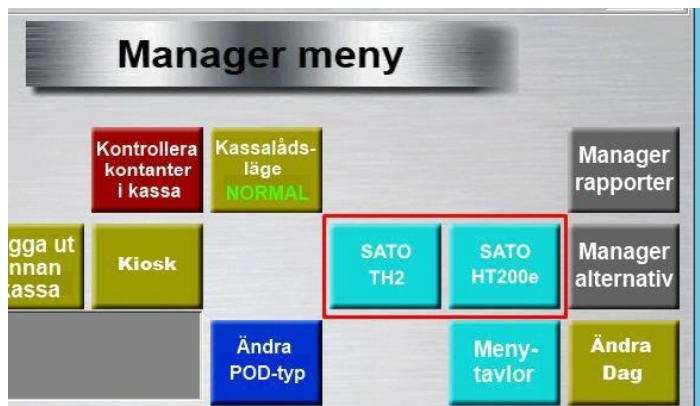 Manager meny
Kontrollera
kontanter
i kassa
Kassalåds-
läge
NORMAL
Manager
rapporter
ut
Kiosk
SATO
TH2
SATO
HT200e
Manager
alternativ
Ändra
POD-typ
Meny-
tavlor
Ändra
Dag